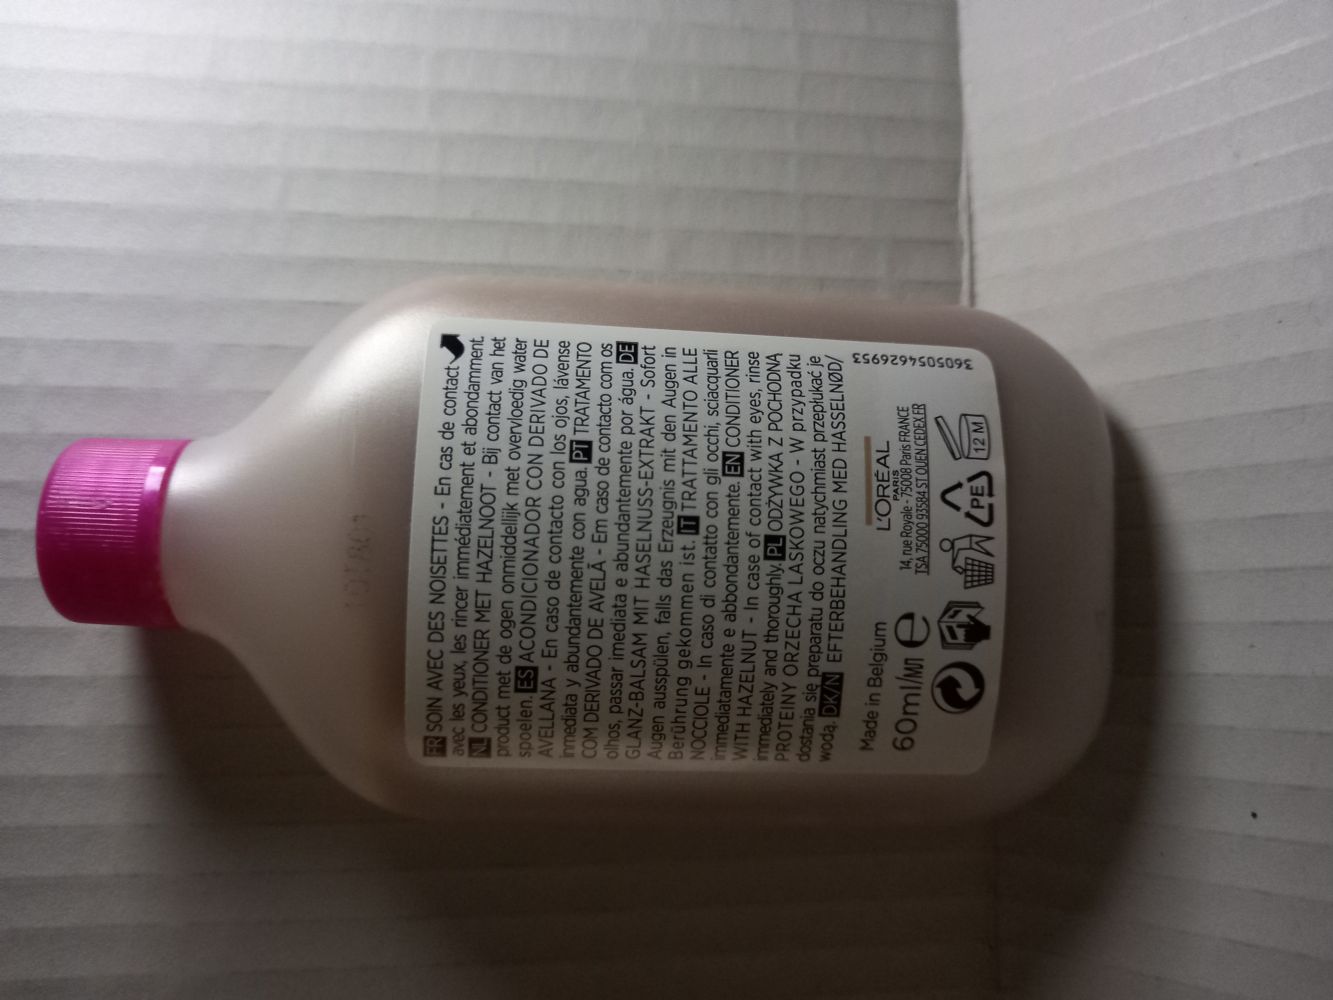 FR SOIN AVEC DES NOISETTES - En cas de contact
avec les yeux, les rincer immédiatement et abondamment.
NL CONDITIONER MET HAZELNOOT - Bij contact van het
product met de ogen onmiddellijk met overvloedig water
spoelen. ES ACONDICIONADOR CON DERIVADO DE
AVELLANA - En caso de contacto con los ojos, lávense
inmediata y abundantemente con agua. PT TRATAMENTO
COM DERIVADO DE AVELÃ - Em caso de contacto com os
olhos, passar imediata e abundantemente por água. DE
GLANZ-BALSAM MIT HASELNUSS-EXTRAKT - Sofort
Augen ausspülen, falls das Erzeugnis mit den Augen in
Berührung gekommen ist. IT TRATTAMENTO ALLE
NOCCIOLE - In caso di contatto con gli occhi, sciacquarli
immediatamente e abbondantemente. EN CONDITIONER
WITH HAZELNUT - In case of contact with eyes, rinse
immediately and thoroughly. PL ODŻYWKA Z POCHODNĄ
PROTEINY ORZECHA LASKOWEGO - W przypadku
dostania się preparatu do oczu natychmiast przepłukać je
wodą. DK/N EFTERBEHANDLING MED HASSELNØD/
Made in Belgium
60ml/МЛ e
L'ORÉAL
PARIS
14, rue Royale - 75008 Paris FRANCE
TSA 75000 93584 ST OUEN CEDEX.FR
PE
12 M
3605054626953